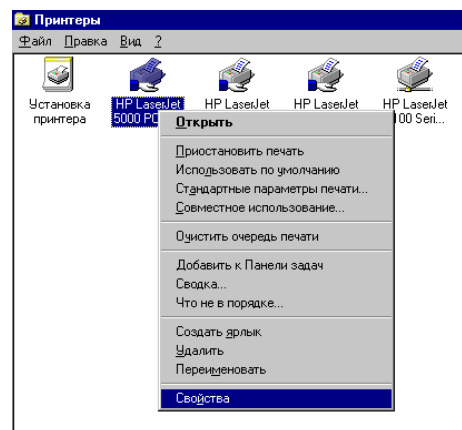 Принтеры
Файл Правка Вид ?
Установка принтера
HP LaserJet 5000 PC
HP LaserJet
HP LaserJet
HP LaserJet 00 Seri...
Открыть
Приостановить печать
Использовать по умолчанию
Стандартные параметры печати...
Совместное использование...
Очистить очередь печати
Добавить к Панели задач
Сводка...
Что не в порядке...
Создать ярлык
Удалить
Переименовать
Свойства